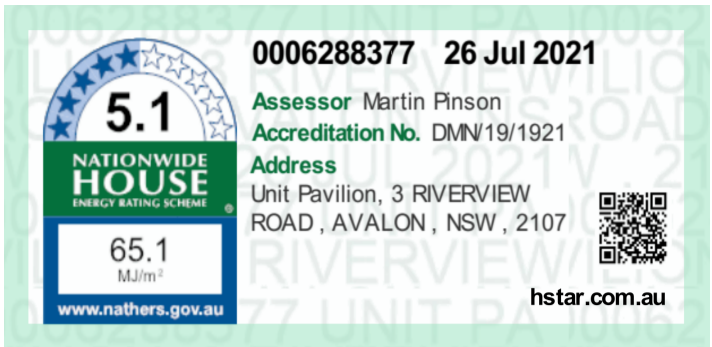 0006288377 26 Jul 2021
5.1
NATIONWIDE
HOUSE
ENERGY RATING SCHEME ®
65.1
MJ/m²
www.nathers.gov.au
Assessor Martin Pinson
Accreditation No. DMN/19/1921
Address
Unit Pavilion, 3 RIVERVIEW
ROAD , AVALON , NSW , 2107
hstar.com.au